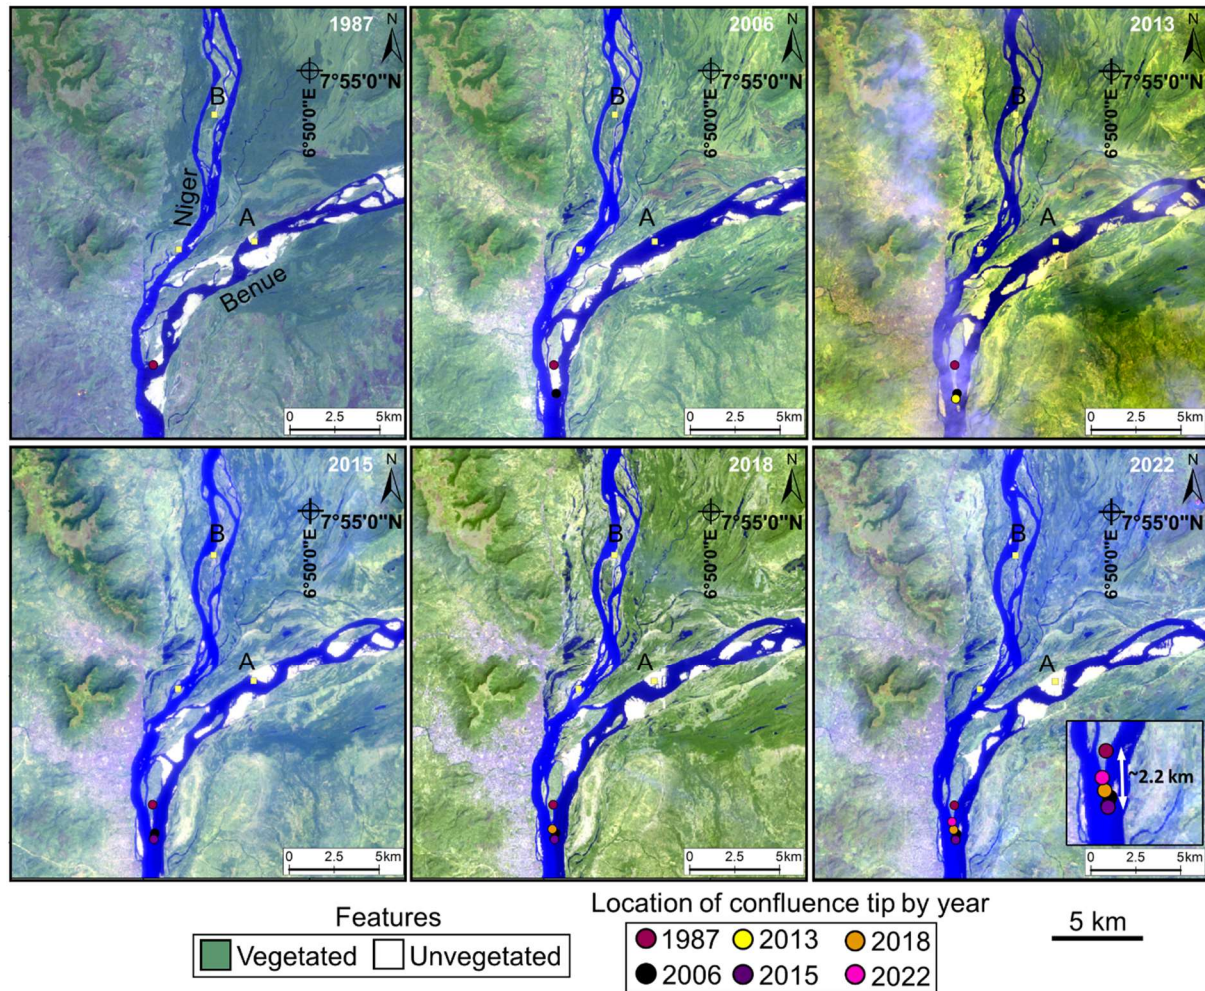 1987
N
6°50'0"E
7°55'0"N
B
Niger
A
Benue
0 2.5 5km
2006
N
6°50'0"E
7°55'0"N
B
A
0 2.5 5km
2013
N
6°50'0"E
7°55'0"N
B
A
0 2.5 5km
2015
N
6°50'0"E
7°55'0"N
B
A
0 2.5 5km
2018
N
6°50'0"E
7°55'0"N
B
A
0 2.5 5km
2022
N
6°50'0"E
7°55'0"N
B
A
~2.2 km
0 2.5 5km
Features
Vegetated Unvegetated
Location of confluence tip by year
1987 2013 2018
2006 2015 2022
5 km